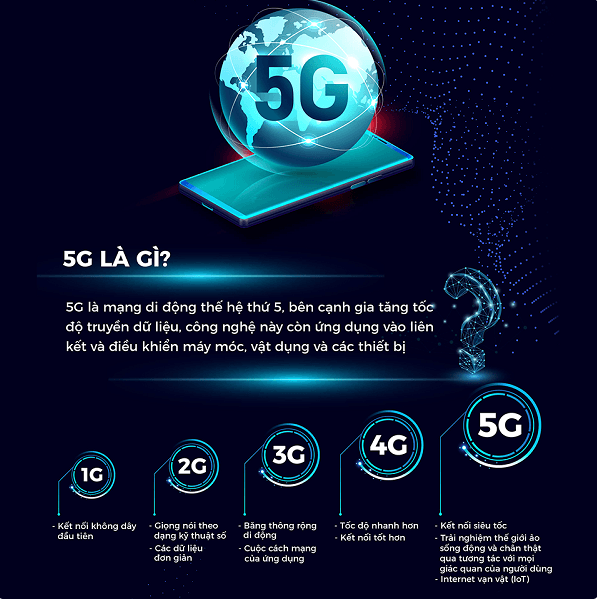 5G
5G LÀ GÌ?
5G là mạng di động thế hệ thứ 5, bên cạnh gia tăng tốc
độ truyền dữ liệu, công nghệ này còn ứng dụng vào liên
kết và điều khiển máy móc, vật dụng và các thiết bị
1G
- Kết nối không dây
đầu tiên
2G
- Giọng nói theo
dạng kỹ thuật số
- Các dữ liệu
đơn giản
3G
- Băng thông rộng
di động
- Cuộc cách mạng
của ứng dụng
4G
- Tốc độ nhanh hơn
- Kết nối tốt hơn
5G
- Kết nối siêu tốc
- Trải nghiệm thế giới ảo
sống động và chân thật
qua tương tác với mọi
giác quan của người dùng
- Internet vạn vật (IoT)